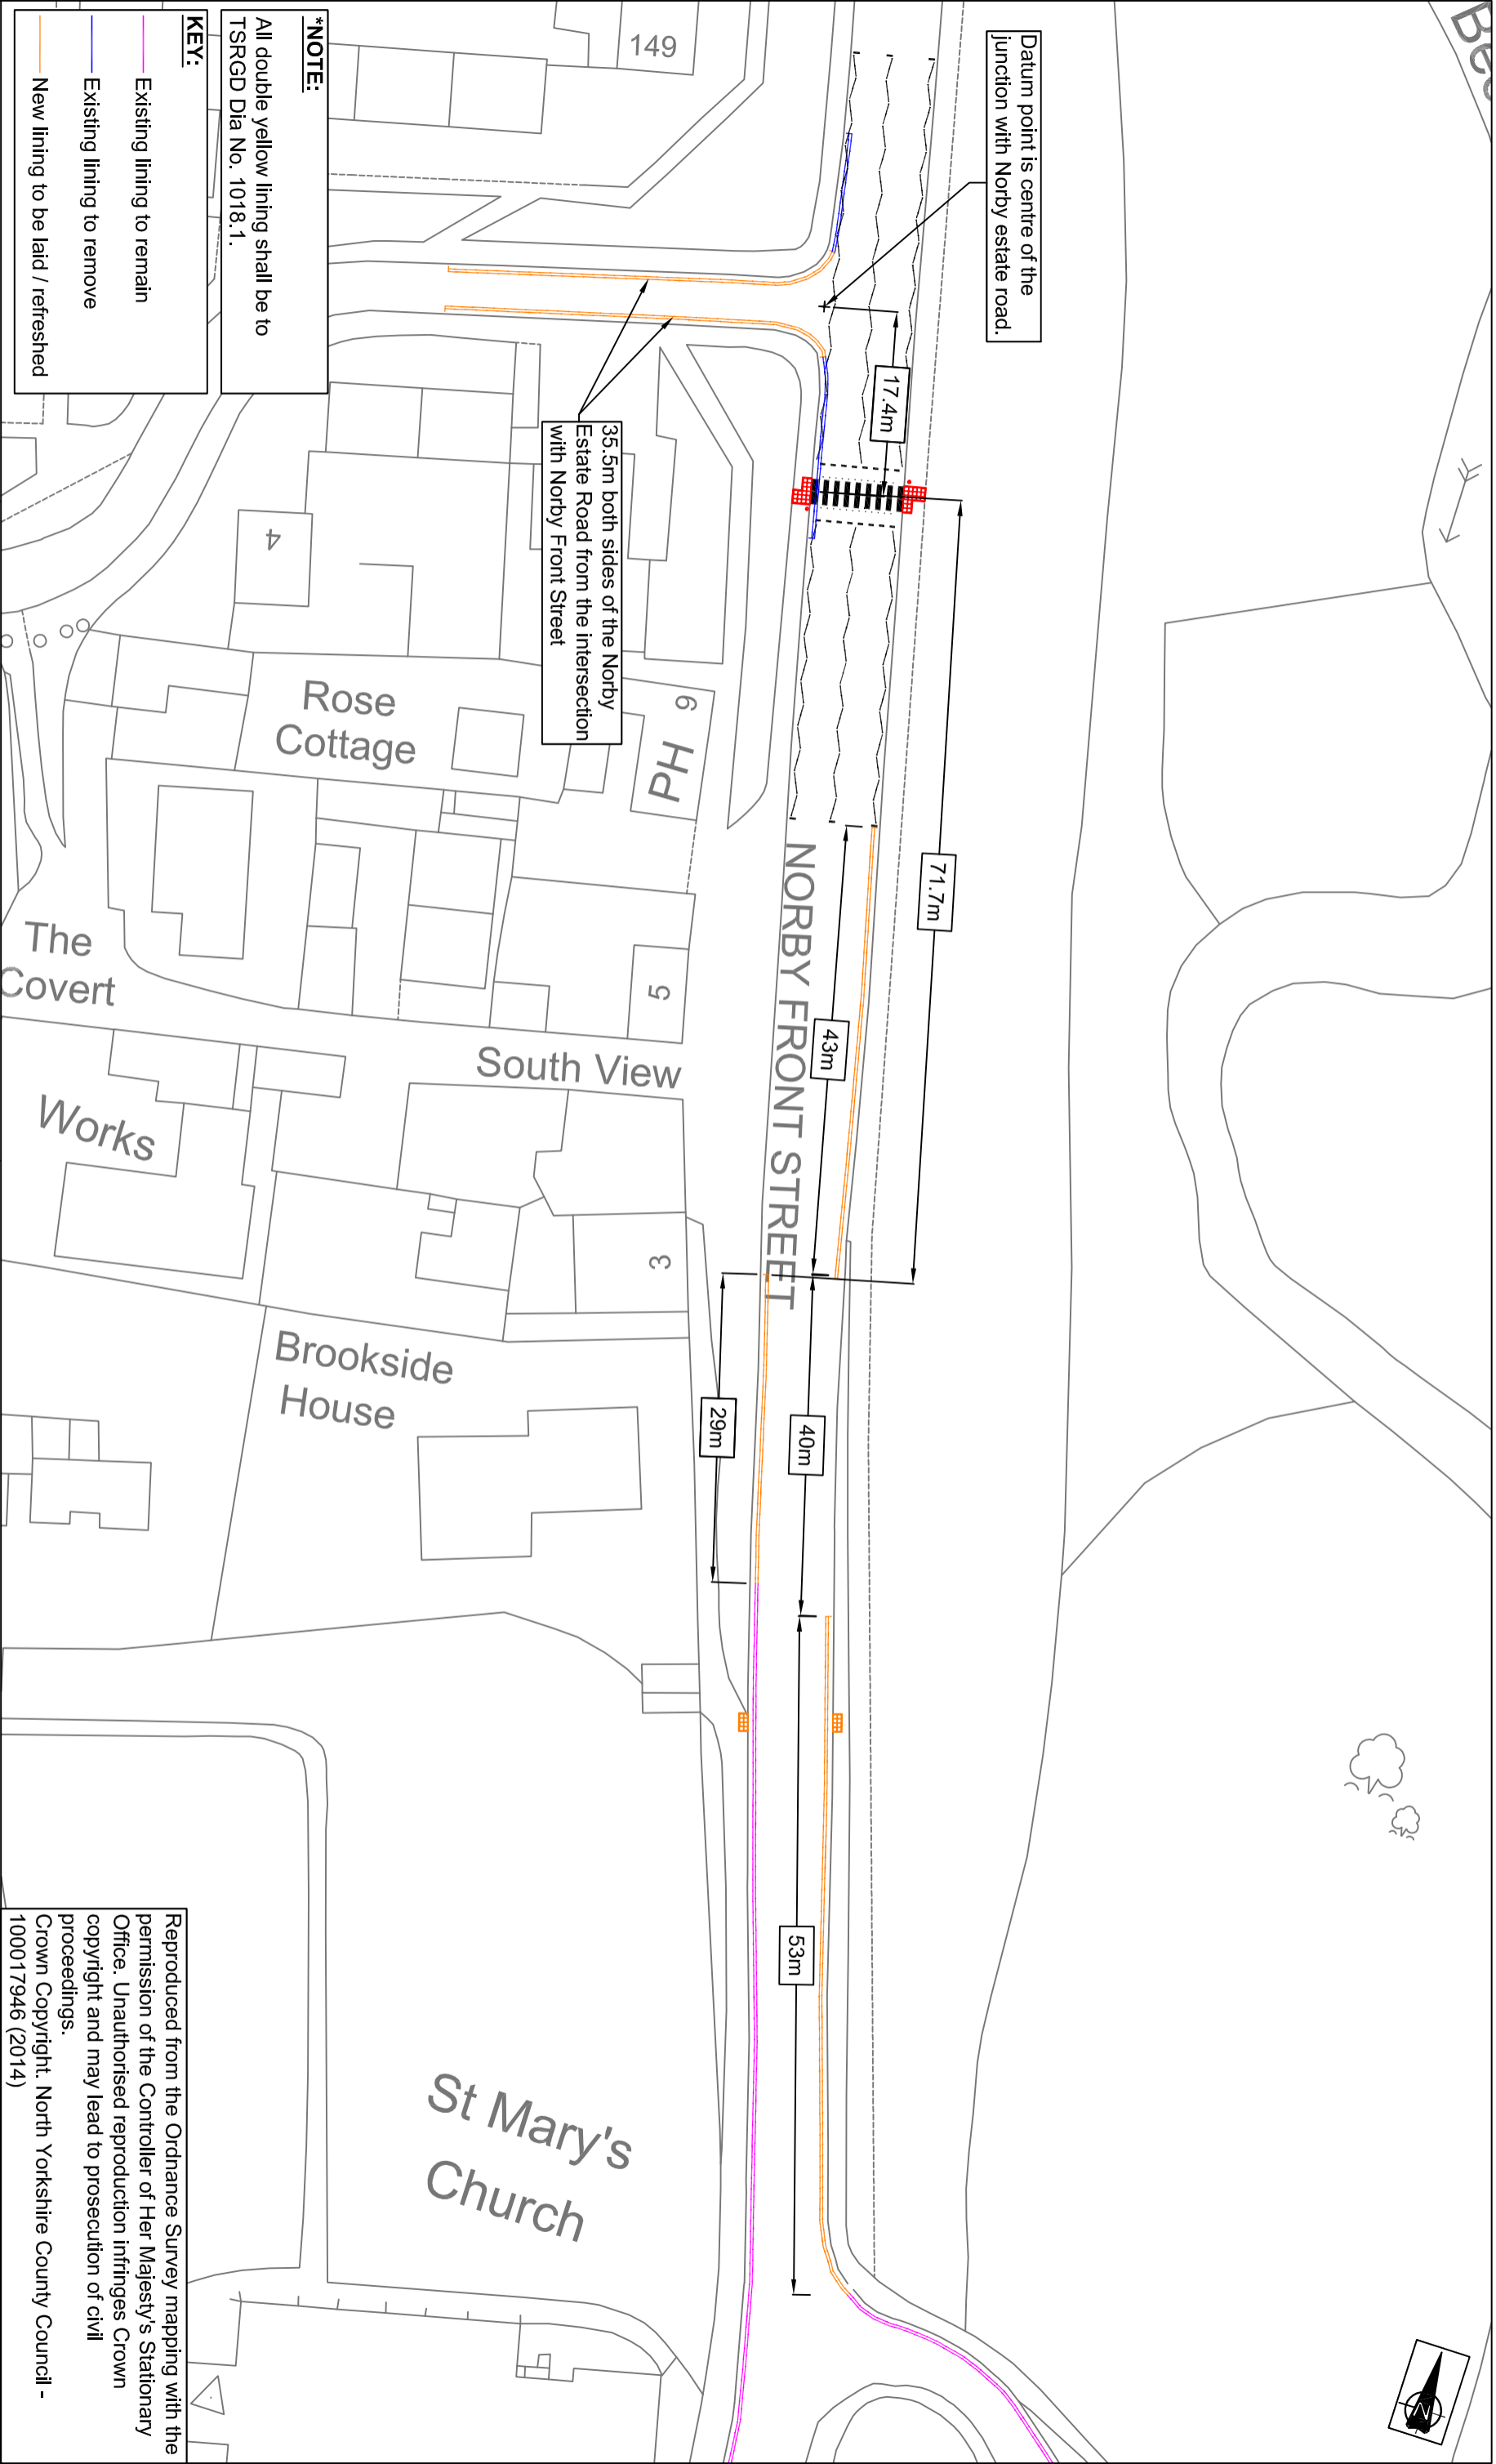 Datum point is centre of the
junction with Norby estate road.
149
17.4m
35.5m both sides of the Norby
Estate Road from the intersection
with Norby Front Street
*NOTE:
All double yellow lining shall be to
TSRGD Dia No. 1018.1.
KEY:
Existing lining to remain
Existing lining to remove
New lining to be laid / refreshed
4
Rose
Cottage
9
PH
71.7m
NORBY FRONT STREET
43m
5
The
Covert
South View
Works
3
Brookside
House
29m
40m
53m
St Mary's
Church
N
Reproduced from the Ordnance Survey mapping with the
permission of the Controller of Her Majesty's Stationary
Office. Unauthorised reproduction infringes Crown
copyright and may lead to prosecution of civil
proceedings.
Crown Copyright. North Yorkshire County Council -
100017946 (2014)